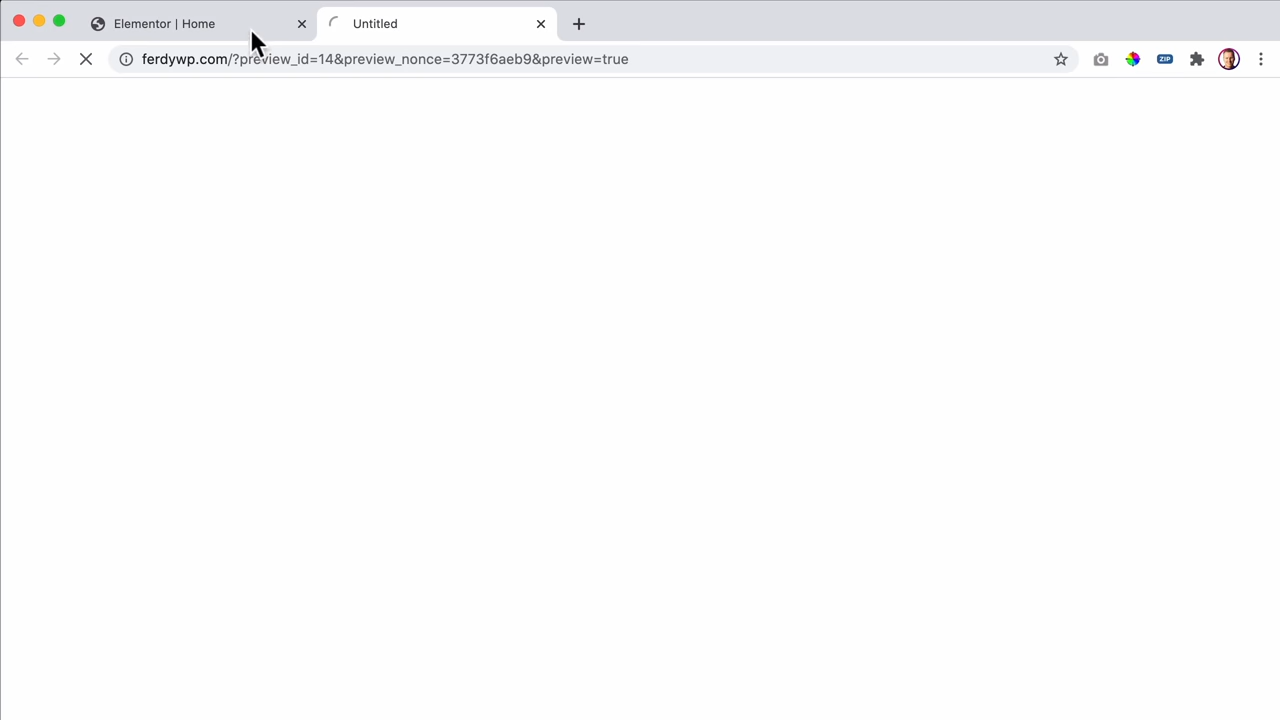 Elementor | Home
Untitled
ferdywp.com/?preview_id=14&preview_nonce=3773f6aeb9&preview=true
ZIP